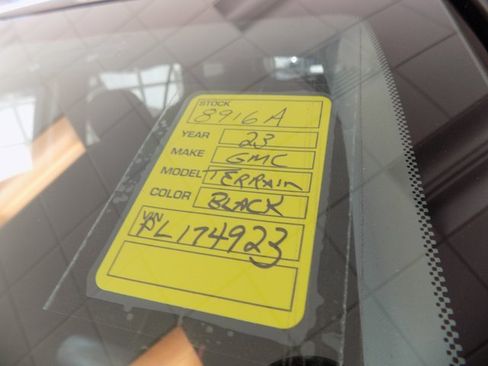 STOCK 8916A
YEAR 23
MAKE GMC
MODEL TERRAIN
COLOR BLACK
VIN PL174923